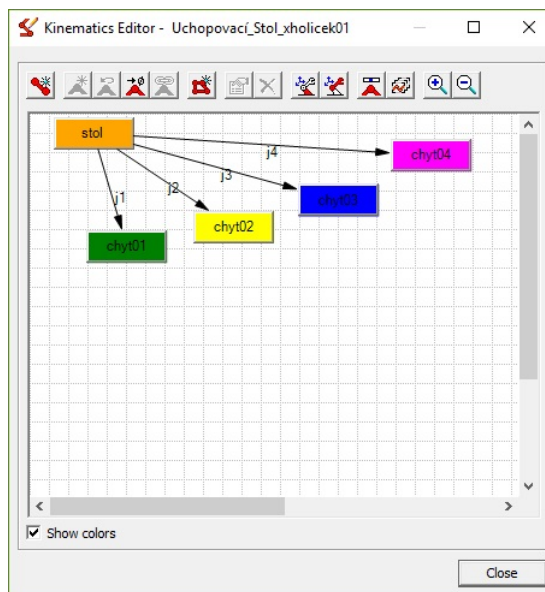 Kinematics Editor - Uchopovací_Stol_xholicek01
stol
j4
chyt04
j3
j2
j1
chyt03
chyt02
chyt01
Show colors
Close